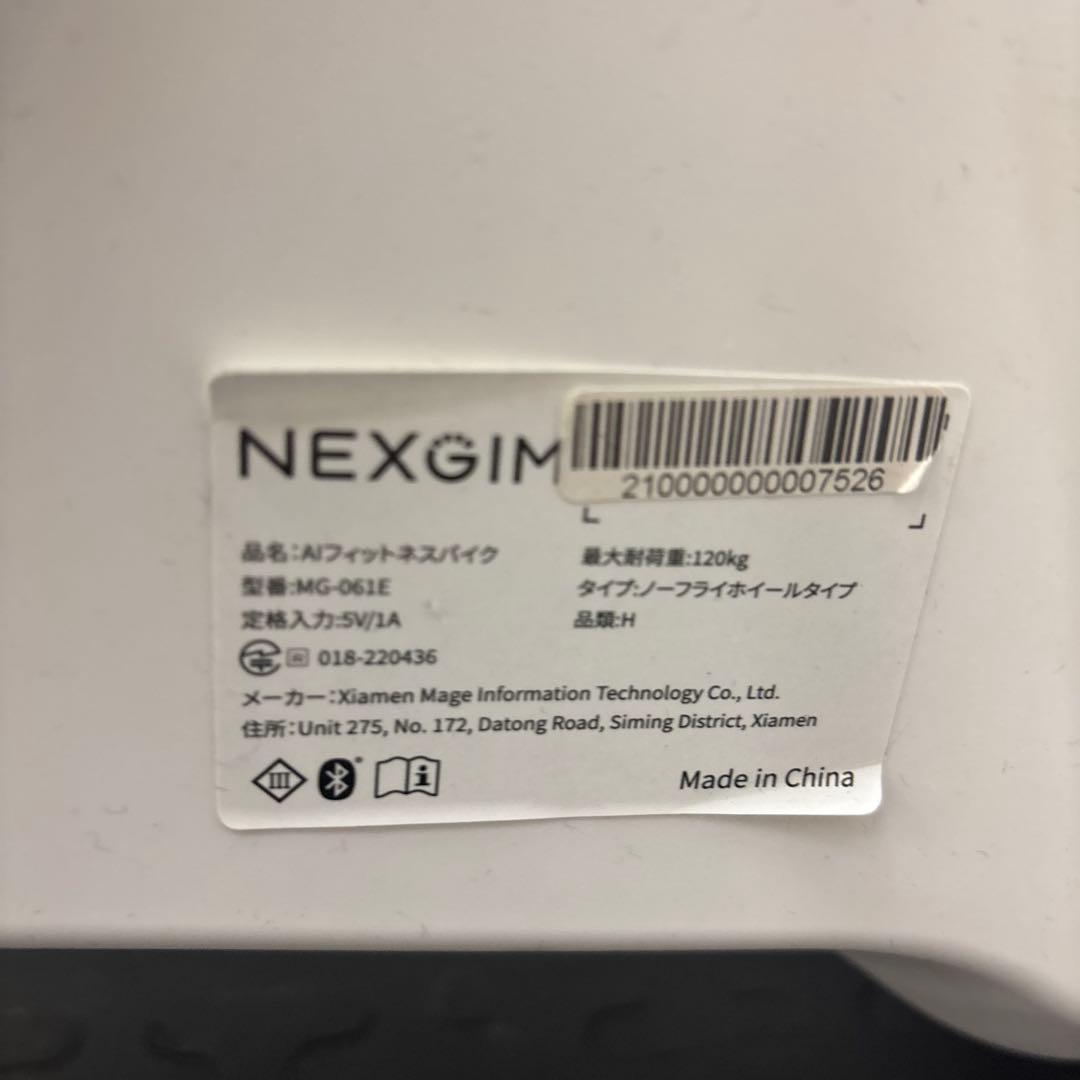 NEXGIM
210000000007526
品名:AIフィットネスバイク
最大耐荷重:120kg
型番:MG-061E
タイプ:ノーフライホイールタイプ
定格入力:5V/1A
品類:H
R 018-220436
メーカー:Xiamen Mage Information Technology Co., Ltd.
住所:Unit 275, No. 172, Datong Road, Siming District, Xiamen
III
Made in China